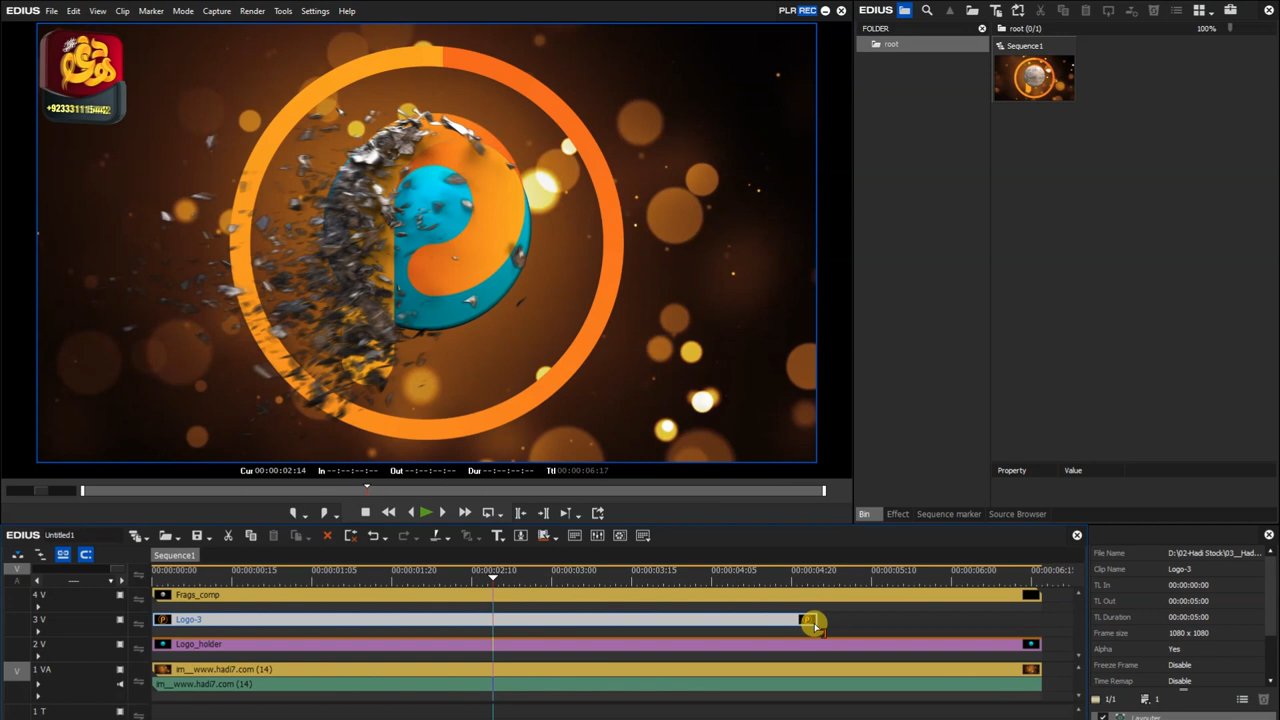 EDIUS File Edit View Clip Marker Mode Capture Render Tools Settings Help PLR REC
EDIUS
FOLDER
root (0/1)
100%
root
Sequence1
هادی
+923331115442
Cur 00:00:02:14 In --:--:--:-- Out --:--:--:-- Dur --:--:--:-- Ttl 00:00:06:17
Property Value
Bin Effect Sequence marker Source Browser
EDIUS Untitled1
Sequence1
V
A
00:00:00:00 00:00:00:15 00:00:01:05 00:00:01:20 00:00:02:10 00:00:03:00 00:00:03:15 00:00:04:05 00:00:04:20 00:00:05:10 00:00:06:00 00:00:06:15
4 V Frags_comp
3 V Logo-3
2 V Logo_holder
V 1 VA im__www.hadi7.com (14)
im__www.hadi7.com (14)
1 T
File Name D:\02-Hadi Stock\03__Had...
Clip Name Logo-3
TL In 00:00:00:00
TL Out 00:00:05:00
TL Duration 00:00:05:00
Frame size 1080 x 1080
Alpha Yes
Freeze Frame Disable
Time Remap Disable
1/1 1
Layouter